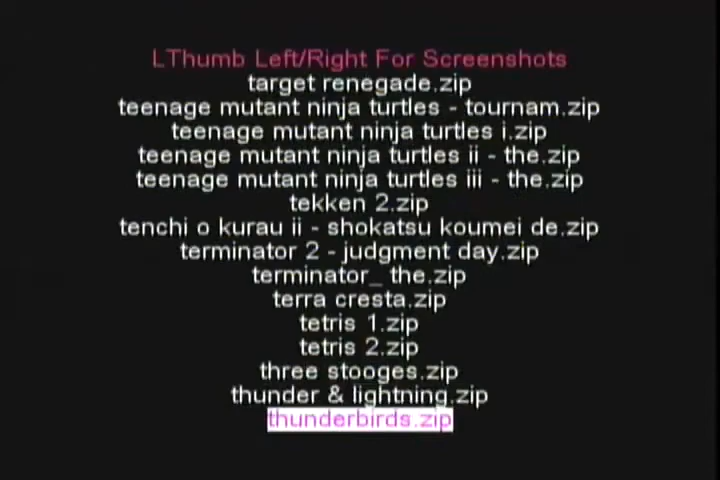 LThumb Left/Right For Screenshots
target renegade.zip
teenage mutant ninja turtles - tournam.zip
teenage mutant ninja turtles i.zip
teenage mutant ninja turtles ii - the.zip
teenage mutant ninja turtles iii - the.zip
tekken 2.zip
tenchi o kurau ii - shokatsu koumei de.zip
terminator 2 - judgment day.zip
terminator_ the.zip
terra cresta.zip
tetris 1.zip
tetris 2.zip
three stooges.zip
thunder & lightning.zip
thunderbirds.zip